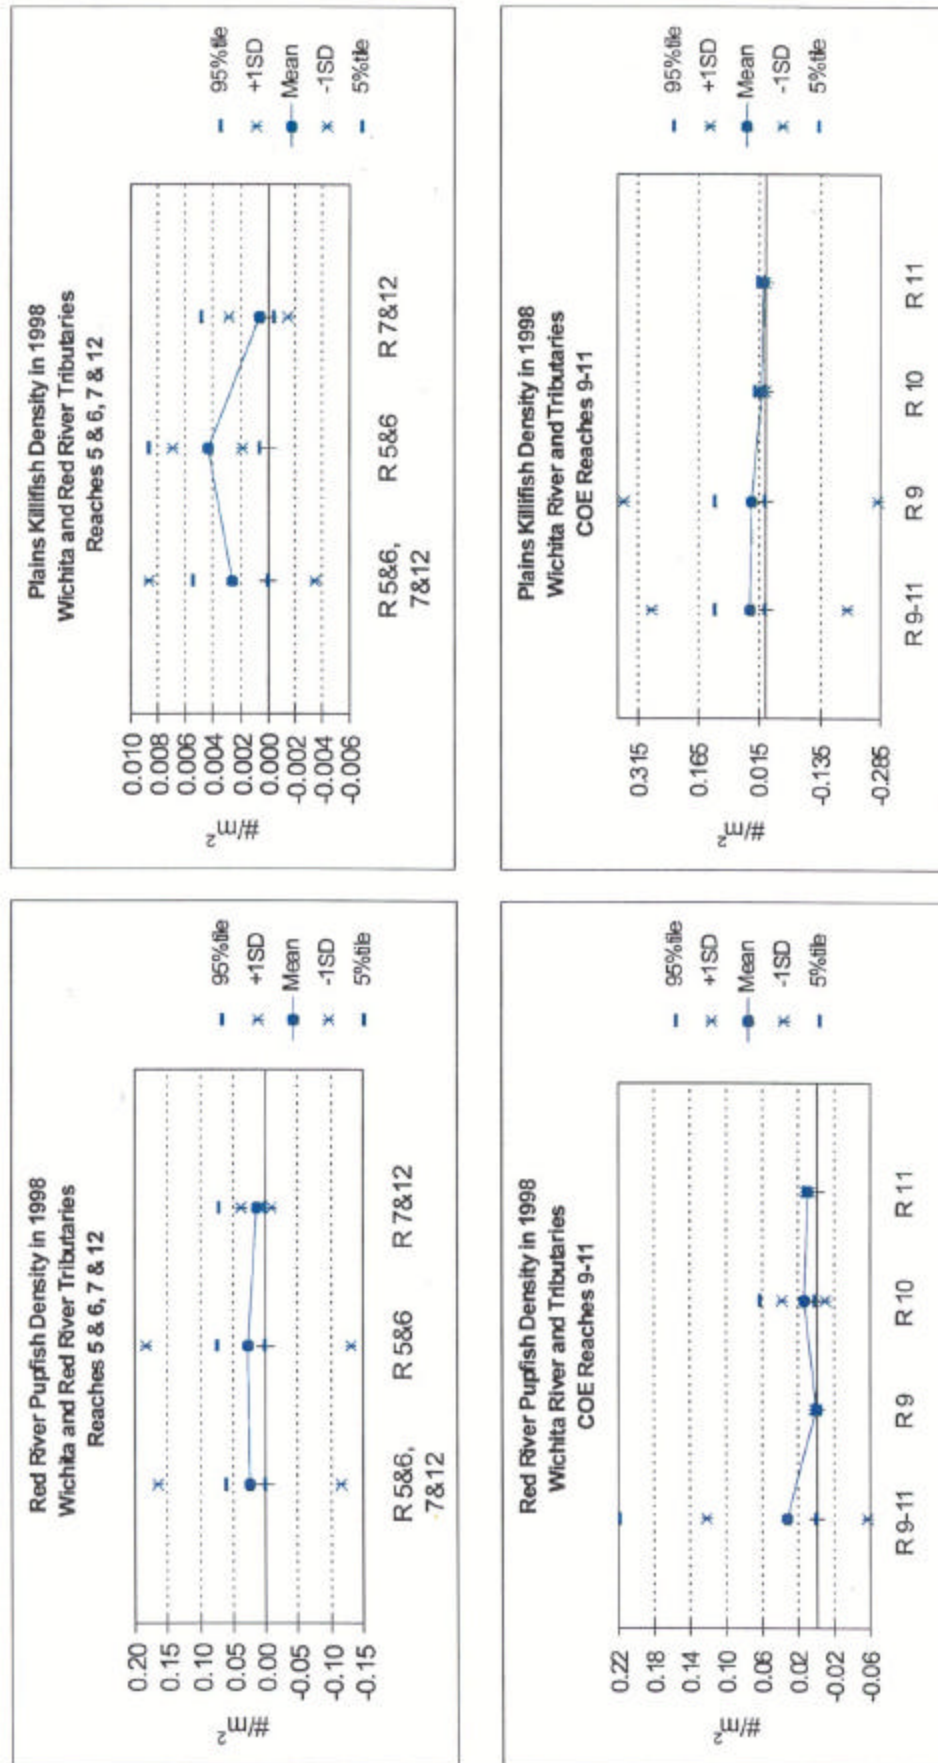 Red River Pupfish Density in 1998
Wichita and Red River Tributaries
Reaches 5 & 6, 7 & 12
#/m²
0.20
0.15
0.10
0.05
0.00
-0.05
-0.10
-0.15
R 5&6,
7&12
R 5&6
R 7&12
95%tile
+1SD
Mean
-1SD
5%tile
Plains Killifish Density in 1998
Wichita and Red River Tributaries
Reaches 5 & 6, 7 & 12
#/m²
0.010
0.008
0.006
0.004
0.002
0.000
-0.002
-0.004
-0.006
R 5&6,
7&12
R 5&6
R 7&12
95%tile
+1SD
Mean
-1SD
5%tile
Red River Pupfish Density in 1998
Wichita River and Tributaries
COE Reaches 9-11
#/m²
0.22
0.18
0.14
0.10
0.06
0.02
-0.02
-0.06
R 9-11
R 9
R 10
R 11
95%tile
+1SD
Mean
-1SD
5%tile
Plains Killifish Density in 1998
Wichita River and Tributaries
COE Reaches 9-11
#/m²
0.315
0.165
0.015
-0.135
-0.285
R 9-11
R 9
R 10
R 11
95%tile
+1SD
Mean
-1SD
5%tile